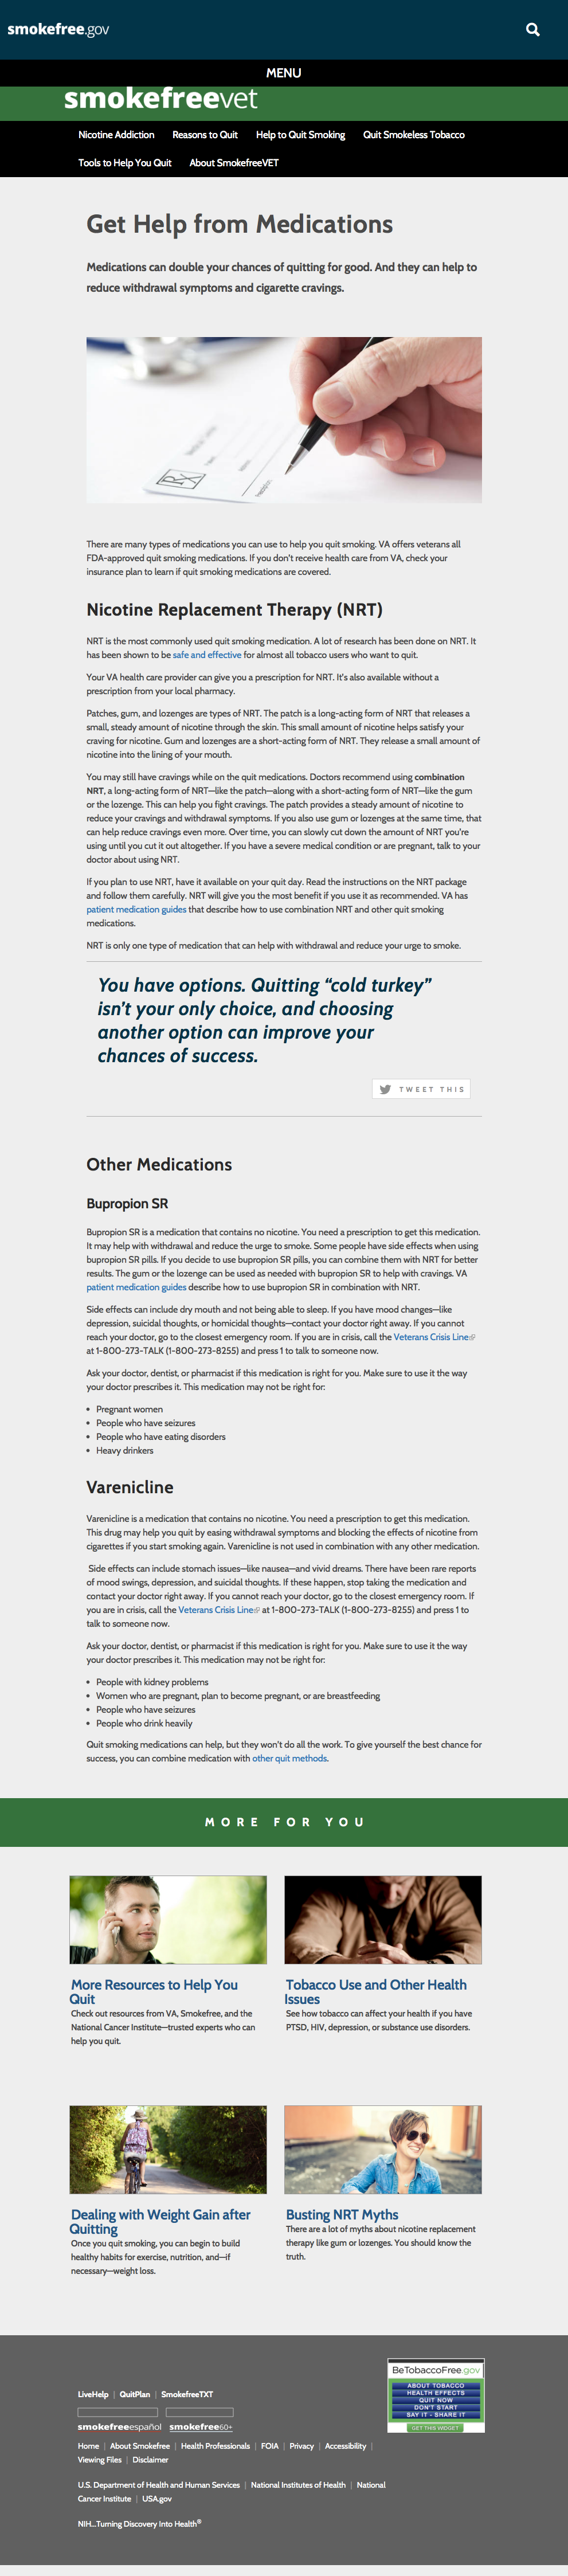 smokefree.gov
MENU
smokefreevet
Nicotine Addiction Reasons to Quit Help to Quit Smoking Quit Smokeless Tobacco
Tools to Help You Quit About SmokefreeVET
Get Help from Medications
Medications can double your chances of quitting for good. And they can help to
reduce withdrawal symptoms and cigarette cravings.
There are many types of medications you can use to help you quit smoking. VA offers veterans all
FDA-approved quit smoking medications. If you don't receive health care from VA, check your
insurance plan to learn if quit smoking medications are covered.
Nicotine Replacement Therapy (NRT)
NRT is the most commonly used quit smoking medication. A lot of research has been done on NRT. It
has been shown to be safe and effective for almost all tobacco users who want to quit.
Your VA health care provider can give you a prescription for NRT. It's also available without a
prescription from your local pharmacy.
Patches, gum, and lozenges are types of NRT. The patch is a long-acting form of NRT that releases a
small, steady amount of nicotine through the skin. This small amount of nicotine helps satisfy your
craving for nicotine. Gum and lozenges are a short-acting form of NRT. They release a small amount of
nicotine into the lining of your mouth.
You may still have cravings while on the quit medications. Doctors recommend using combination
NRT, a long-acting form of NRT—like the patch—along with a short-acting form of NRT—like the gum
or the lozenge. This can help you fight cravings. The patch provides a steady amount of nicotine to
reduce your cravings and withdrawal symptoms. If you also use gum or lozenges at the same time, that
can help reduce cravings even more. Over time, you can slowly cut down the amount of NRT you're
using until you cut it out altogether. If you have a severe medical condition or are pregnant, talk to your
doctor about using NRT.
If you plan to use NRT, have it available on your quit day. Read the instructions on the NRT package
and follow them carefully. NRT will give you the most benefit if you use it as recommended. VA has
patient medication guides that describe how to use combination NRT and other quit smoking
medications.
NRT is only one type of medication that can help with withdrawal and reduce your urge to smoke.
You have options. Quitting “cold turkey”
isn’t your only choice, and choosing
another option can improve your
chances of success.
TWEET THIS
Other Medications
Bupropion SR
Bupropion SR is a medication that contains no nicotine. You need a prescription to get this medication.
It may help with withdrawal and reduce the urge to smoke. Some people have side effects when using
bupropion SR pills. If you decide to use bupropion SR pills, you can combine them with NRT for better
results. The gum or the lozenge can be used as needed with bupropion SR to help with cravings. VA
patient medication guides describe how to use bupropion SR in combination with NRT.
Side effects can include dry mouth and not being able to sleep. If you have mood changes—like
depression, suicidal thoughts, or homicidal thoughts—contact your doctor right away. If you cannot
reach your doctor, go to the closest emergency room. If you are in crisis, call the Veterans Crisis Line
at 1-800-273-TALK (1-800-273-8255) and press 1 to talk to someone now.
Ask your doctor, dentist, or pharmacist if this medication is right for you. Make sure to use it the way
your doctor prescribes it. This medication may not be right for:
• Pregnant women
• People who have seizures
• People who have eating disorders
• Heavy drinkers
Varenicline
Varenicline is a medication that contains no nicotine. You need a prescription to get this medication.
This drug may help you quit by easing withdrawal symptoms and blocking the effects of nicotine from
cigarettes if you start smoking again. Varenicline is not used in combination with any other medication.
Side effects can include stomach issues—like nausea—and vivid dreams. There have been rare reports
of mood swings, depression, and suicidal thoughts. If these happen, stop taking the medication and
contact your doctor right away. If you cannot reach your doctor, go to the closest emergency room. If
you are in crisis, call the Veterans Crisis Line at 1-800-273-TALK (1-800-273-8255) and press 1 to
talk to someone now.
Ask your doctor, dentist, or pharmacist if this medication is right for you. Make sure to use it the way
your doctor prescribes it. This medication may not be right for:
• People with kidney problems
• Women who are pregnant, plan to become pregnant, or are breastfeeding
• People who have seizures
• People who drink heavily
Quit smoking medications can help, but they won't do all the work. To give yourself the best chance for
success, you can combine medication with other quit methods.
MORE FOR YOU
More Resources to Help You
Quit
Check out resources from VA, Smokefree, and the
National Cancer Institute—trusted experts who can
help you quit.
Tobacco Use and Other Health
Issues
See how tobacco can affect your health if you have
PTSD, HIV, depression, or substance use disorders.
Dealing with Weight Gain after
Quitting
Once you quit smoking, you can begin to build
healthy habits for exercise, nutrition, and—if
necessary—weight loss.
Busting NRT Myths
There are a lot of myths about nicotine replacement
therapy like gum or lozenges. You should know the
truth.
BeTobaccoFree.gov
ABOUT TOBACCO
HEALTH EFFECTS
QUIT NOW
DON'T START
SAY IT - SHARE IT
GET THIS WIDGET
LiveHelp | QuitPlan | SmokefreeTXT
smokefreeespañol smokefree60+
Home | About Smokefree | Health Professionals | FOIA | Privacy | Accessibility |
Viewing Files | Disclaimer
U.S. Department of Health and Human Services | National Institutes of Health | National
Cancer Institute | USA.gov
NIH...Turning Discovery Into Health®